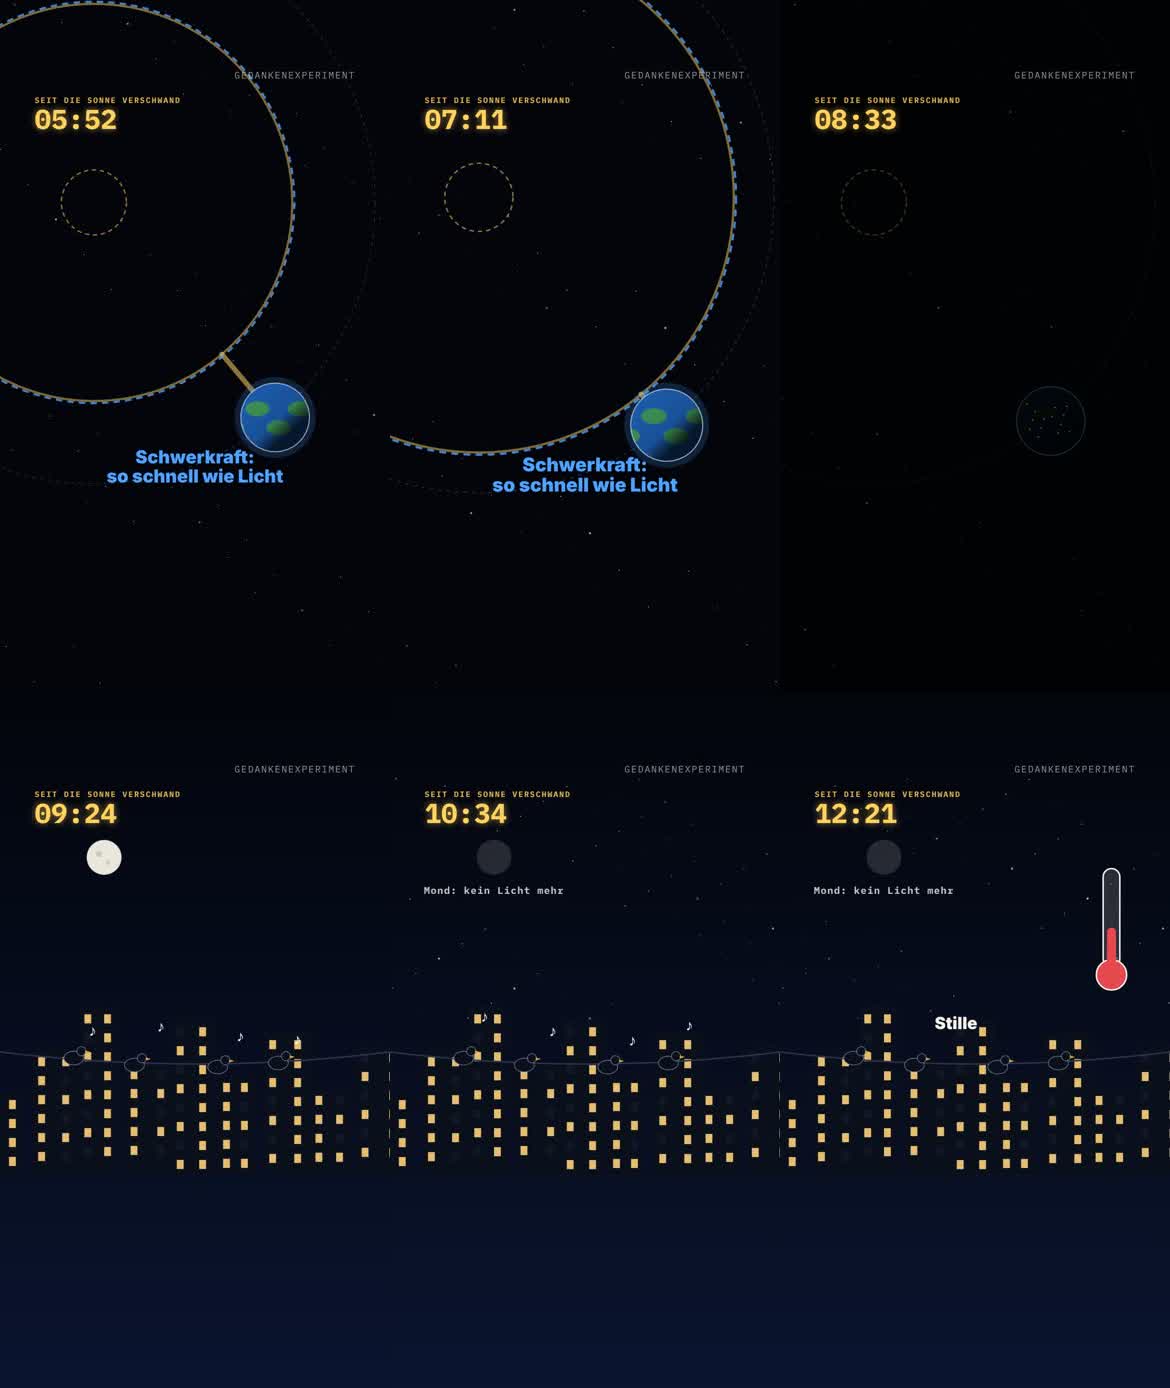 GEDANKENEXPERIMENT
SEIT DIE SONNE VERSCHWAND
05:52
Schwerkraft:
so schnell wie Licht
GEDANKENEXPERIMENT
SEIT DIE SONNE VERSCHWAND
07:11
Schwerkraft:
so schnell wie Licht
GEDANKENEXPERIMENT
SEIT DIE SONNE VERSCHWAND
08:33
GEDANKENEXPERIMENT
SEIT DIE SONNE VERSCHWAND
09:24
GEDANKENEXPERIMENT
SEIT DIE SONNE VERSCHWAND
10:34
Mond: kein Licht mehr
GEDANKENEXPERIMENT
SEIT DIE SONNE VERSCHWAND
12:21
Mond: kein Licht mehr
Stille